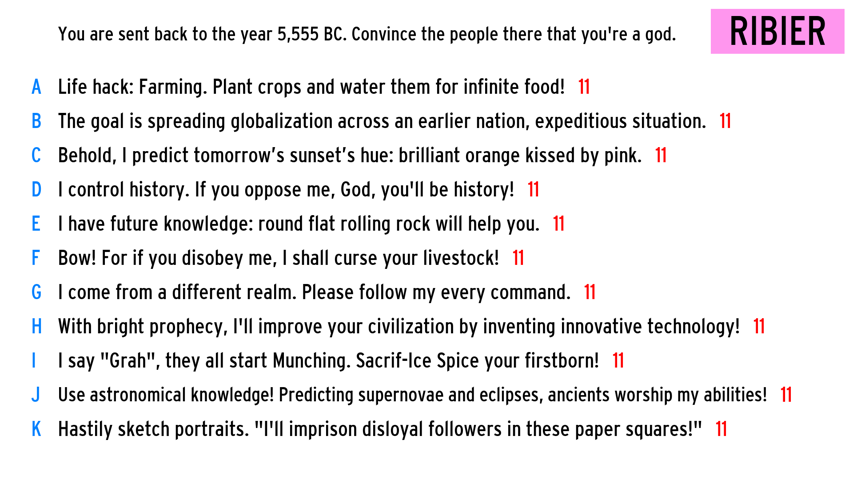 You are sent back to the year 5,555 BC. Convince the people there that you're a god. RIBIER
A Life hack: Farming. Plant crops and water them for infinite food! 11
B The goal is spreading globalization across an earlier nation, expeditious situation. 11
C Behold, I predict tomorrow’s sunset’s hue: brilliant orange kissed by pink. 11
D I control history. If you oppose me, God, you'll be history! 11
E I have future knowledge: round flat rolling rock will help you. 11
F Bow! For if you disobey me, I shall curse your livestock! 11
G I come from a different realm. Please follow my every command. 11
H With bright prophecy, I'll improve your civilization by inventing innovative technology! 11
I I say "Grah", they all start Munching. Sacrif-Ice Spice your firstborn! 11
J Use astronomical knowledge! Predicting supernovae and eclipses, ancients worship my abilities! 11
K Hastily sketch portraits. "I'll imprison disloyal followers in these paper squares!" 11